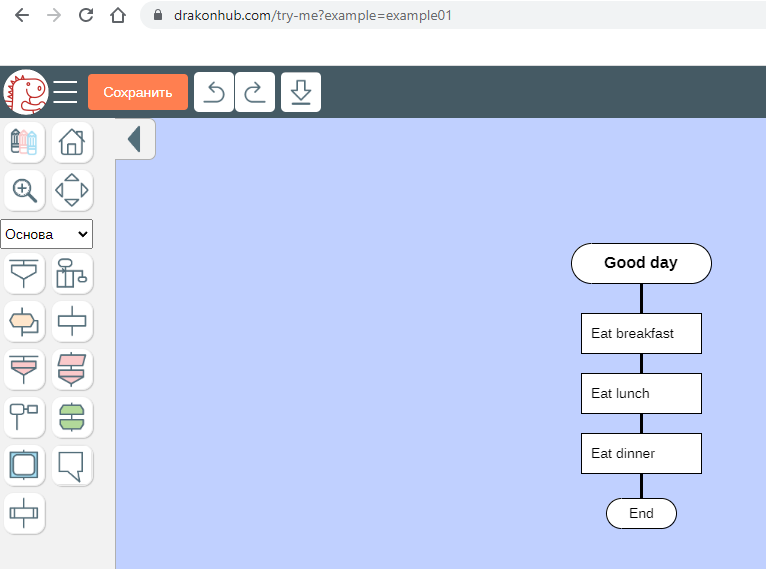 drakonhub.com/try-me?example=example01
Сохранить
Основа
Good day
Eat breakfast
Eat lunch
Eat dinner
End